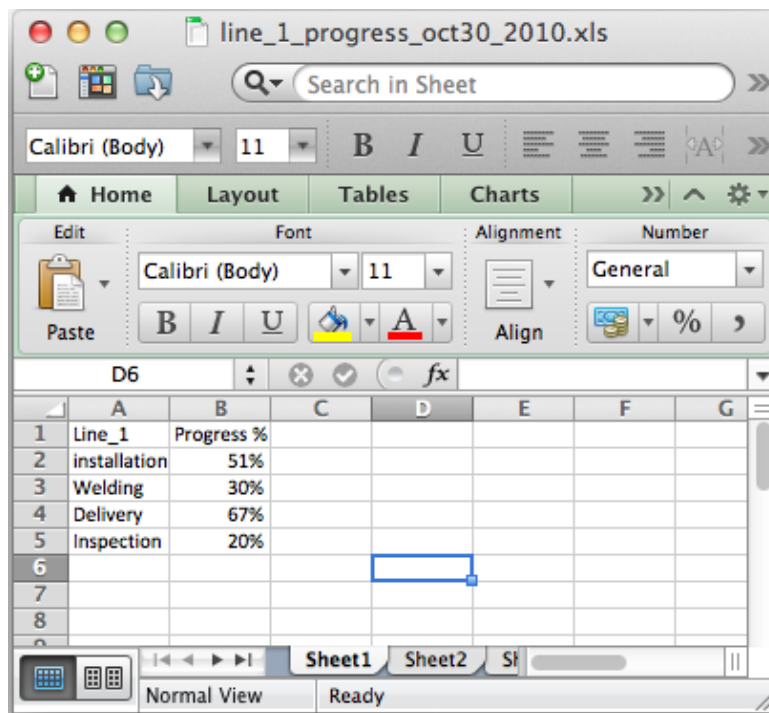 line_1_progress_oct30_2010.xls
Search in Sheet
Calibri (Body) 11 B I U A
Home Layout Tables Charts
Edit Font Alignment Number
Calibri (Body) 11 General
Paste B I U A Align % ,
D6 fx
A B C D E F G
1 Line_1 Progress %
2 installation 51%
3 Welding 30%
4 Delivery 67%
5 Inspection 20%
6
7
8
Sheet1 Sheet2
Normal View Ready